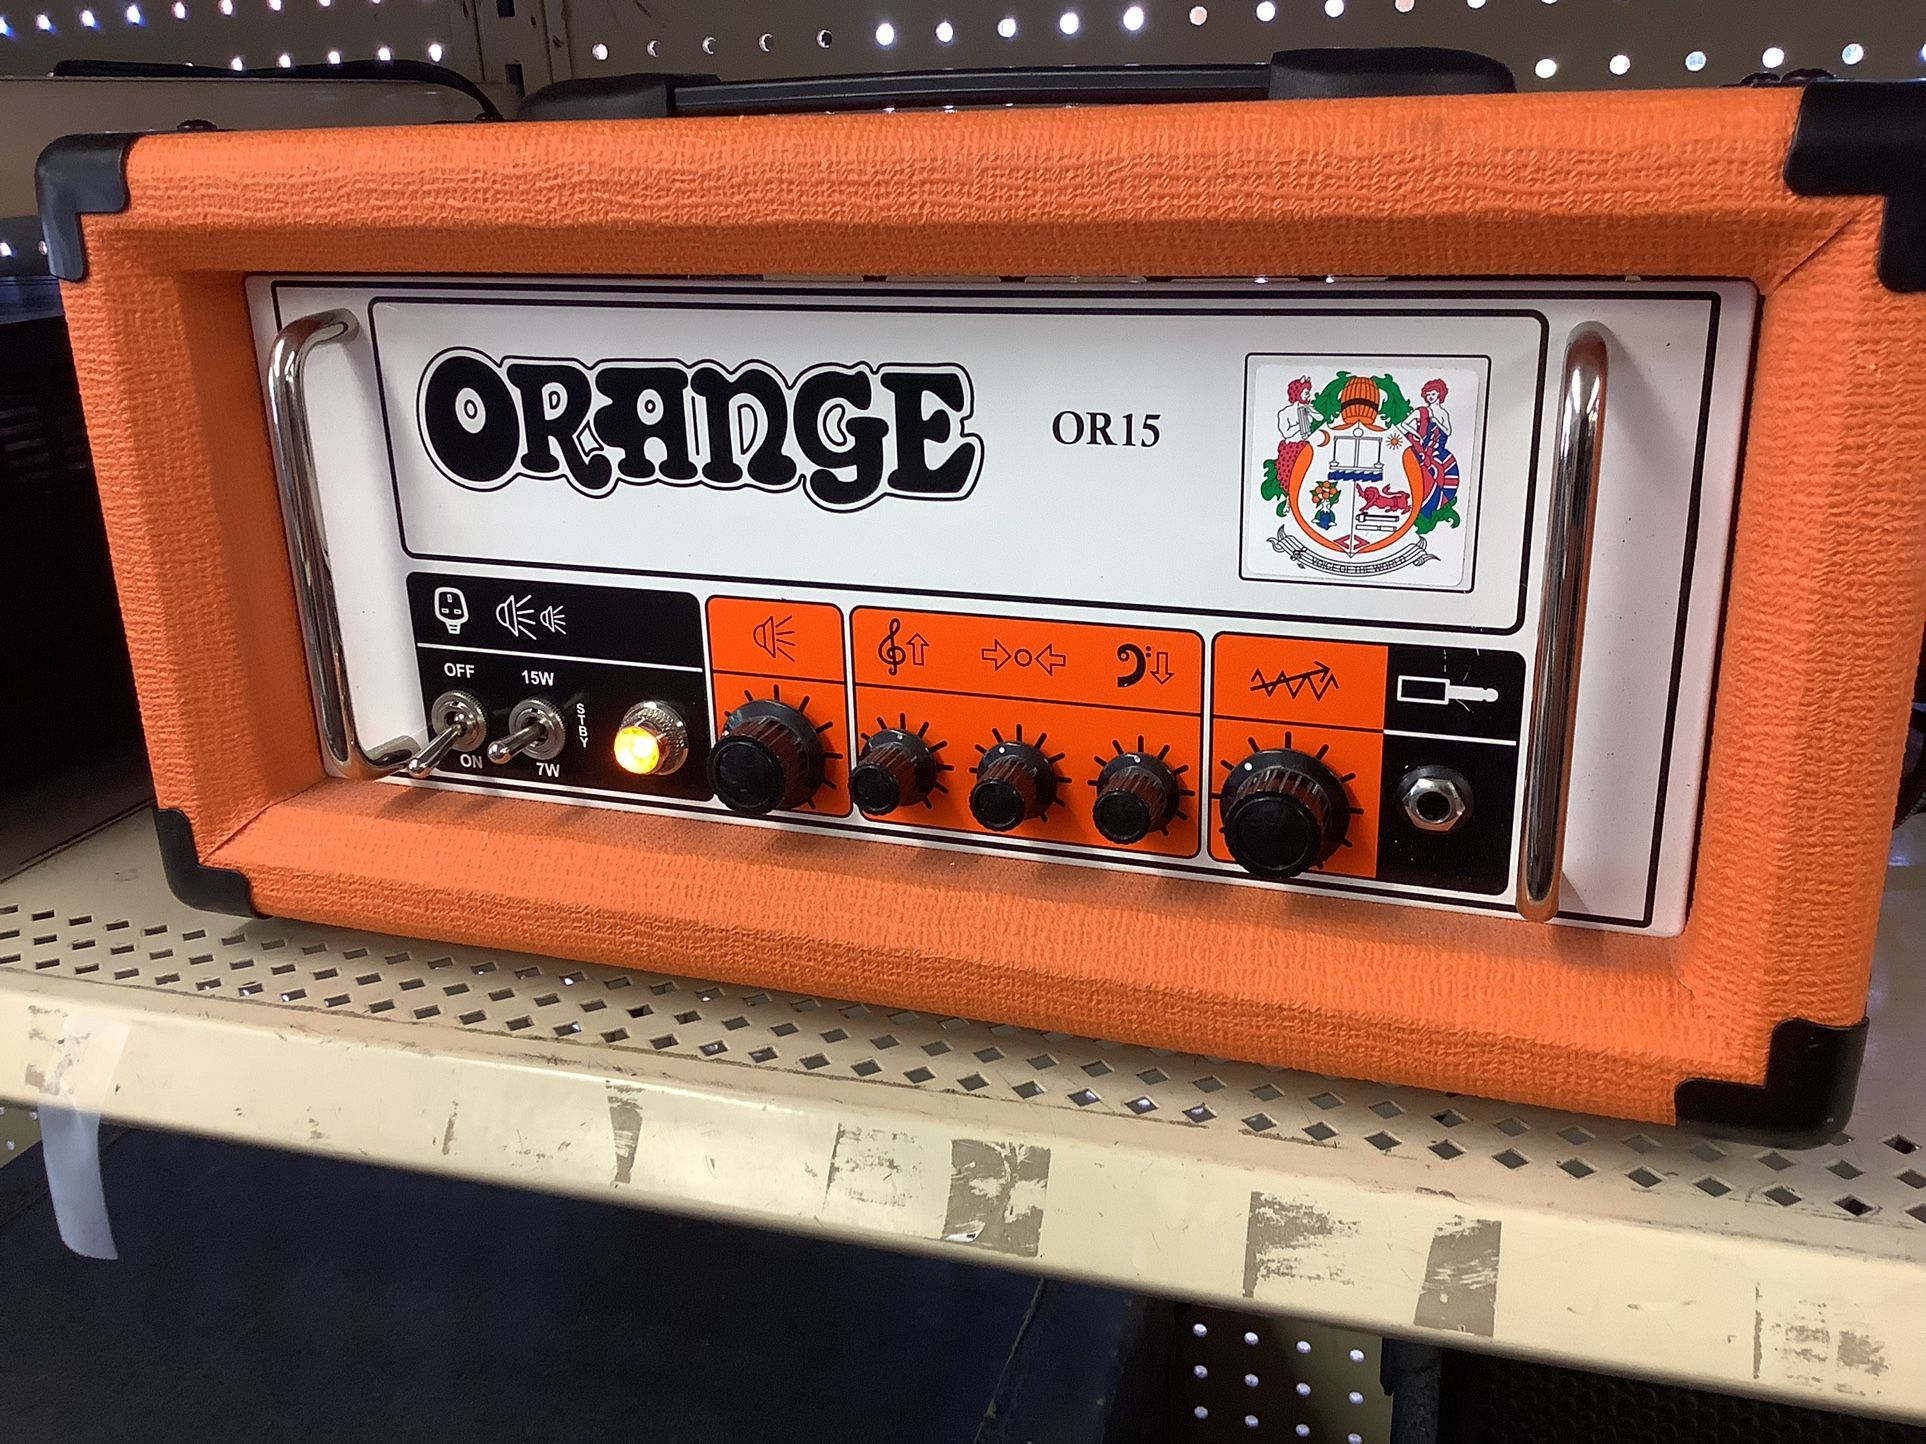 ORANGE
OR15
VOICE OF THE WORLD
OFF
15W
STBY
ON
7W